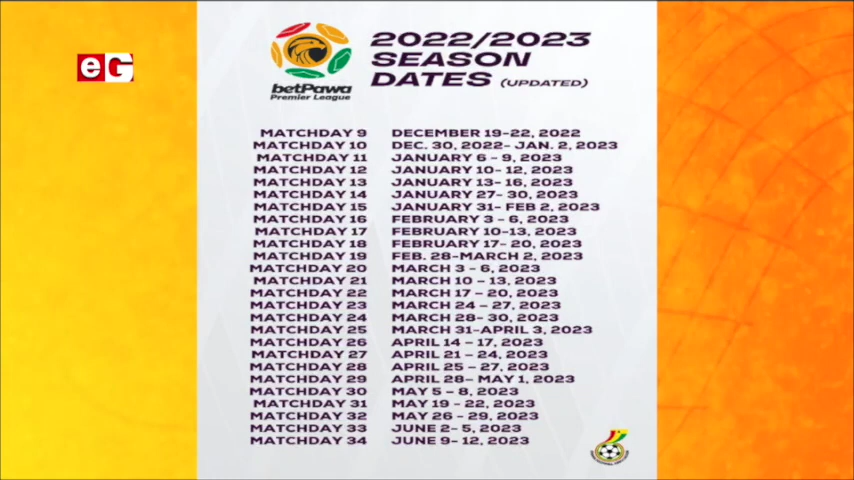 eG
betPawa
Premier League
2022/2023
SEASON
DATES (UPDATED)
MATCHDAY 9 DECEMBER 19-22, 2022
MATCHDAY 10 DEC. 30, 2022- JAN. 2, 2023
MATCHDAY 11 JANUARY 6 - 9, 2023
MATCHDAY 12 JANUARY 10- 12, 2023
MATCHDAY 13 JANUARY 13- 16, 2023
MATCHDAY 14 JANUARY 27- 30, 2023
MATCHDAY 15 JANUARY 31- FEB 2, 2023
MATCHDAY 16 FEBRUARY 3 - 6, 2023
MATCHDAY 17 FEBRUARY 10-13, 2023
MATCHDAY 18 FEBRUARY 17- 20, 2023
MATCHDAY 19 FEB. 28-MARCH 2, 2023
MATCHDAY 20 MARCH 3 - 6, 2023
MATCHDAY 21 MARCH 10 - 13, 2023
MATCHDAY 22 MARCH 17 - 20, 2023
MATCHDAY 23 MARCH 24 - 27, 2023
MATCHDAY 24 MARCH 28- 30, 2023
MATCHDAY 25 MARCH 31-APRIL 3, 2023
MATCHDAY 26 APRIL 14 - 17, 2023
MATCHDAY 27 APRIL 21 - 24, 2023
MATCHDAY 28 APRIL 25 - 27, 2023
MATCHDAY 29 APRIL 28- MAY 1, 2023
MATCHDAY 30 MAY 5 - 8, 2023
MATCHDAY 31 MAY 19 - 22, 2023
MATCHDAY 32 MAY 26 - 29, 2023
MATCHDAY 33 JUNE 2- 5, 2023
MATCHDAY 34 JUNE 9- 12, 2023